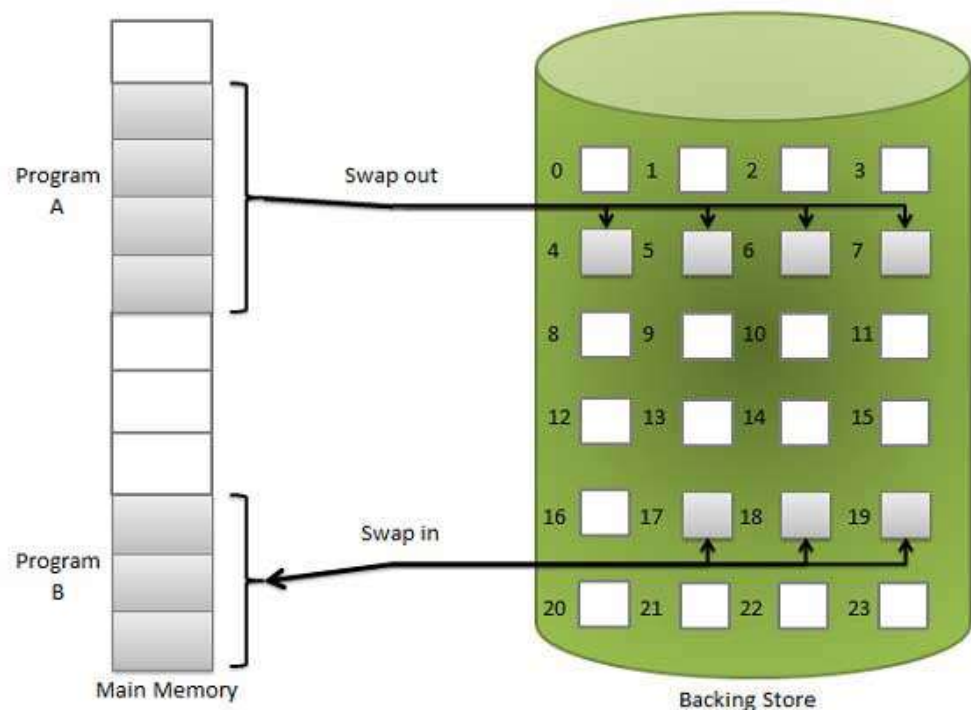 Program
A
Swap out
0 1 2 3
4 5 6 7
8 9 10 11
12 13 14 15
Program
B
Swap in
16 17 18 19
20 21 22 23
Main Memory
Backing Store